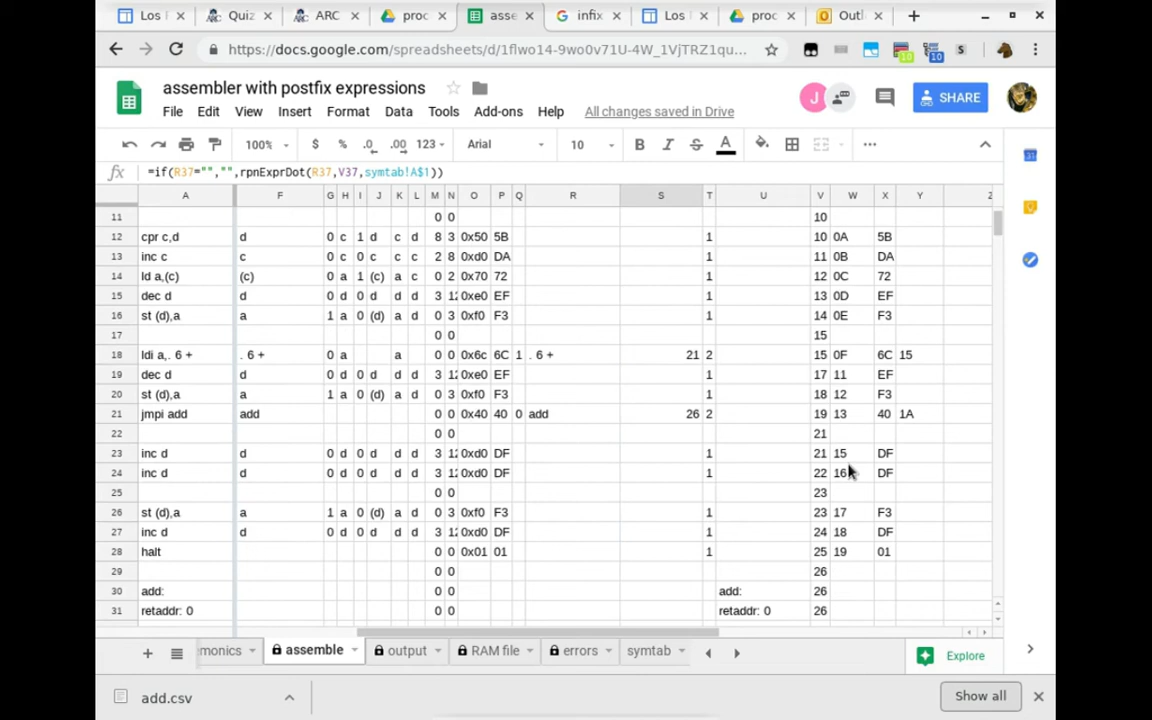 Los F Quiz ARC proc asse infix Los proc Outl
https://docs.google.com/spreadsheets/d/1flwo14-9wo0v71U-4W_1VjTRZ1qu... 10 10 S
assembler with postfix expressions
J SHARE
File Edit View Insert Format Data Tools Add-ons Help All changes saved in Drive
100% $ % .0 .00 123 Arial 10 B I S A
fx =if(R37="","",rpnExprDot(R37,V37,symtab!A$1))
A F G H I J K L M N O P Q R S T U V W X Y Z
11 0 0 10
12 cpr c,d d 0 c 1 d c d 8 3 0x50 5B 1 10 0A 5B
13 inc c c 0 c 0 c c c 2 8 0xd0 DA 1 11 0B DA
14 ld a,(c) (c) 0 a 1 (c) a c 0 2 0x70 72 1 12 0C 72
15 dec d d 0 d 0 d d d 3 12 0xe0 EF 1 13 0D EF
16 st (d),a a 1 a 0 (d) a d 0 3 0xf0 F3 1 14 0E F3
17 0 0 15
18 ldi a,. 6 + . 6 + 0 a a 0 0 0x6c 6C 1 . 6 + 21 2 15 0F 6C 15
19 dec d d 0 d 0 d d d 3 12 0xe0 EF 1 17 11 EF
20 st (d),a a 1 a 0 (d) a d 0 3 0xf0 F3 1 18 12 F3
21 jmpi add add 0 0 0x40 40 0 add 26 2 19 13 40 1A
22 0 0 21
23 inc d d 0 d 0 d d d 3 12 0xd0 DF 1 21 15 DF
24 inc d d 0 d 0 d d d 3 12 0xd0 DF 1 22 16 DF
25 0 0 23
26 st (d),a a 1 a 0 (d) a d 0 3 0xf0 F3 1 23 17 F3
27 inc d d 0 d 0 d d d 3 12 0xd0 DF 1 24 18 DF
28 halt 0 0 0x01 01 1 25 19 01
29 0 0 26
30 add: 0 0 add: 26
31 retaddr: 0 0 0 retaddr: 0 26
emonics assemble output RAM file errors symtab Explore
add.csv Show all